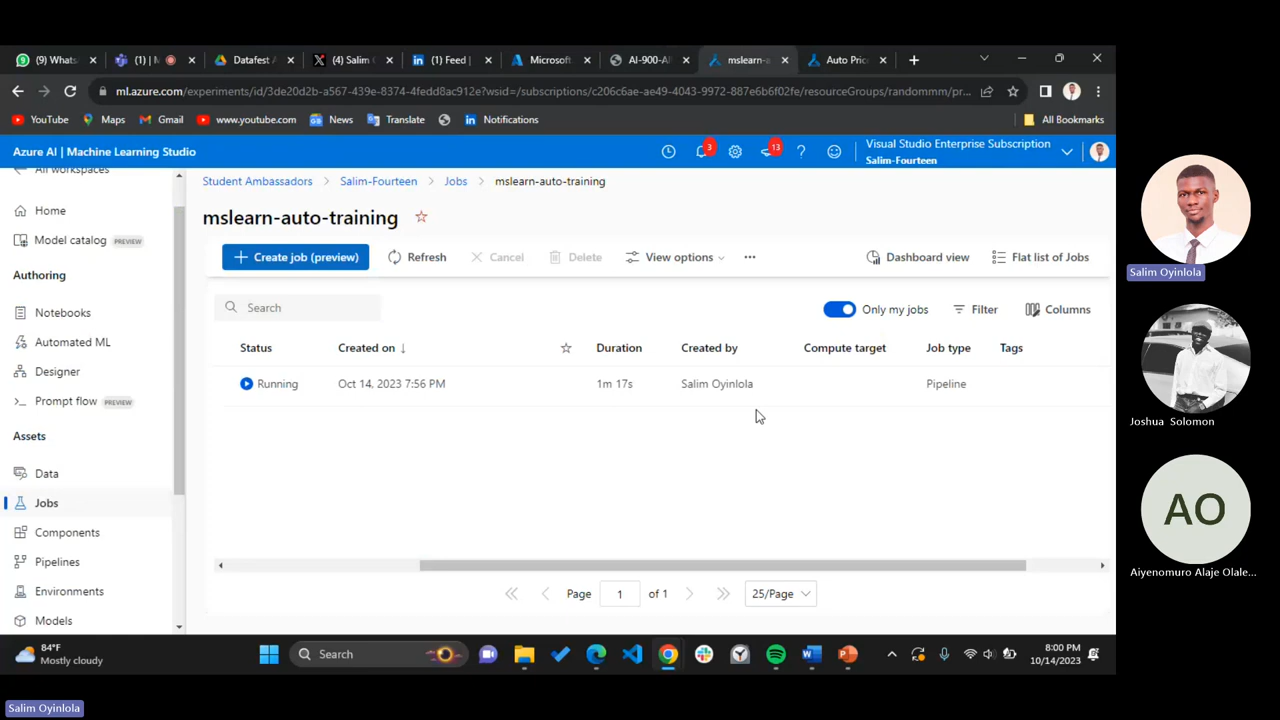 (9) Whats
(1) | M
Datafest A
(4) Salim O
(1) Feed |
Microsoft
AI-900-AI
mslearn-a
Auto Price
ml.azure.com/experiments/id/3de20d2b-a567-439e-8374-4fedd8ac912e?wsid=/subscriptions/c206c6ae-ae49-4043-9972-887e6b6f02fe/resourceGroups/randommm/pr...
YouTube
Maps
Gmail
www.youtube.com
News
Translate
Notifications
All Bookmarks
Azure AI | Machine Learning Studio
3
13
?
Visual Studio Enterprise Subscription
Salim-Fourteen
All workspaces
Home
Model catalog PREVIEW
Authoring
Notebooks
Automated ML
Designer
Prompt flow PREVIEW
Assets
Data
Jobs
Components
Pipelines
Environments
Models
Student Ambassadors > Salim-Fourteen > Jobs > mslearn-auto-training
mslearn-auto-training
Create job (preview)
Refresh
Cancel
Delete
View options
Dashboard view
Flat list of Jobs
Search
Only my jobs
Filter
Columns
Status Created on ↓ Duration Created by Compute target Job type Tags
Running Oct 14, 2023 7:56 PM 1m 17s Salim Oyinlola Pipeline
Page 1 of 1
25/Page
84°F
Mostly cloudy
Search
8:00 PM
10/14/2023
Salim Oyinlola
Joshua Solomon
AO
Aiyenomuro Alaje Olale...
Salim Oyinlola